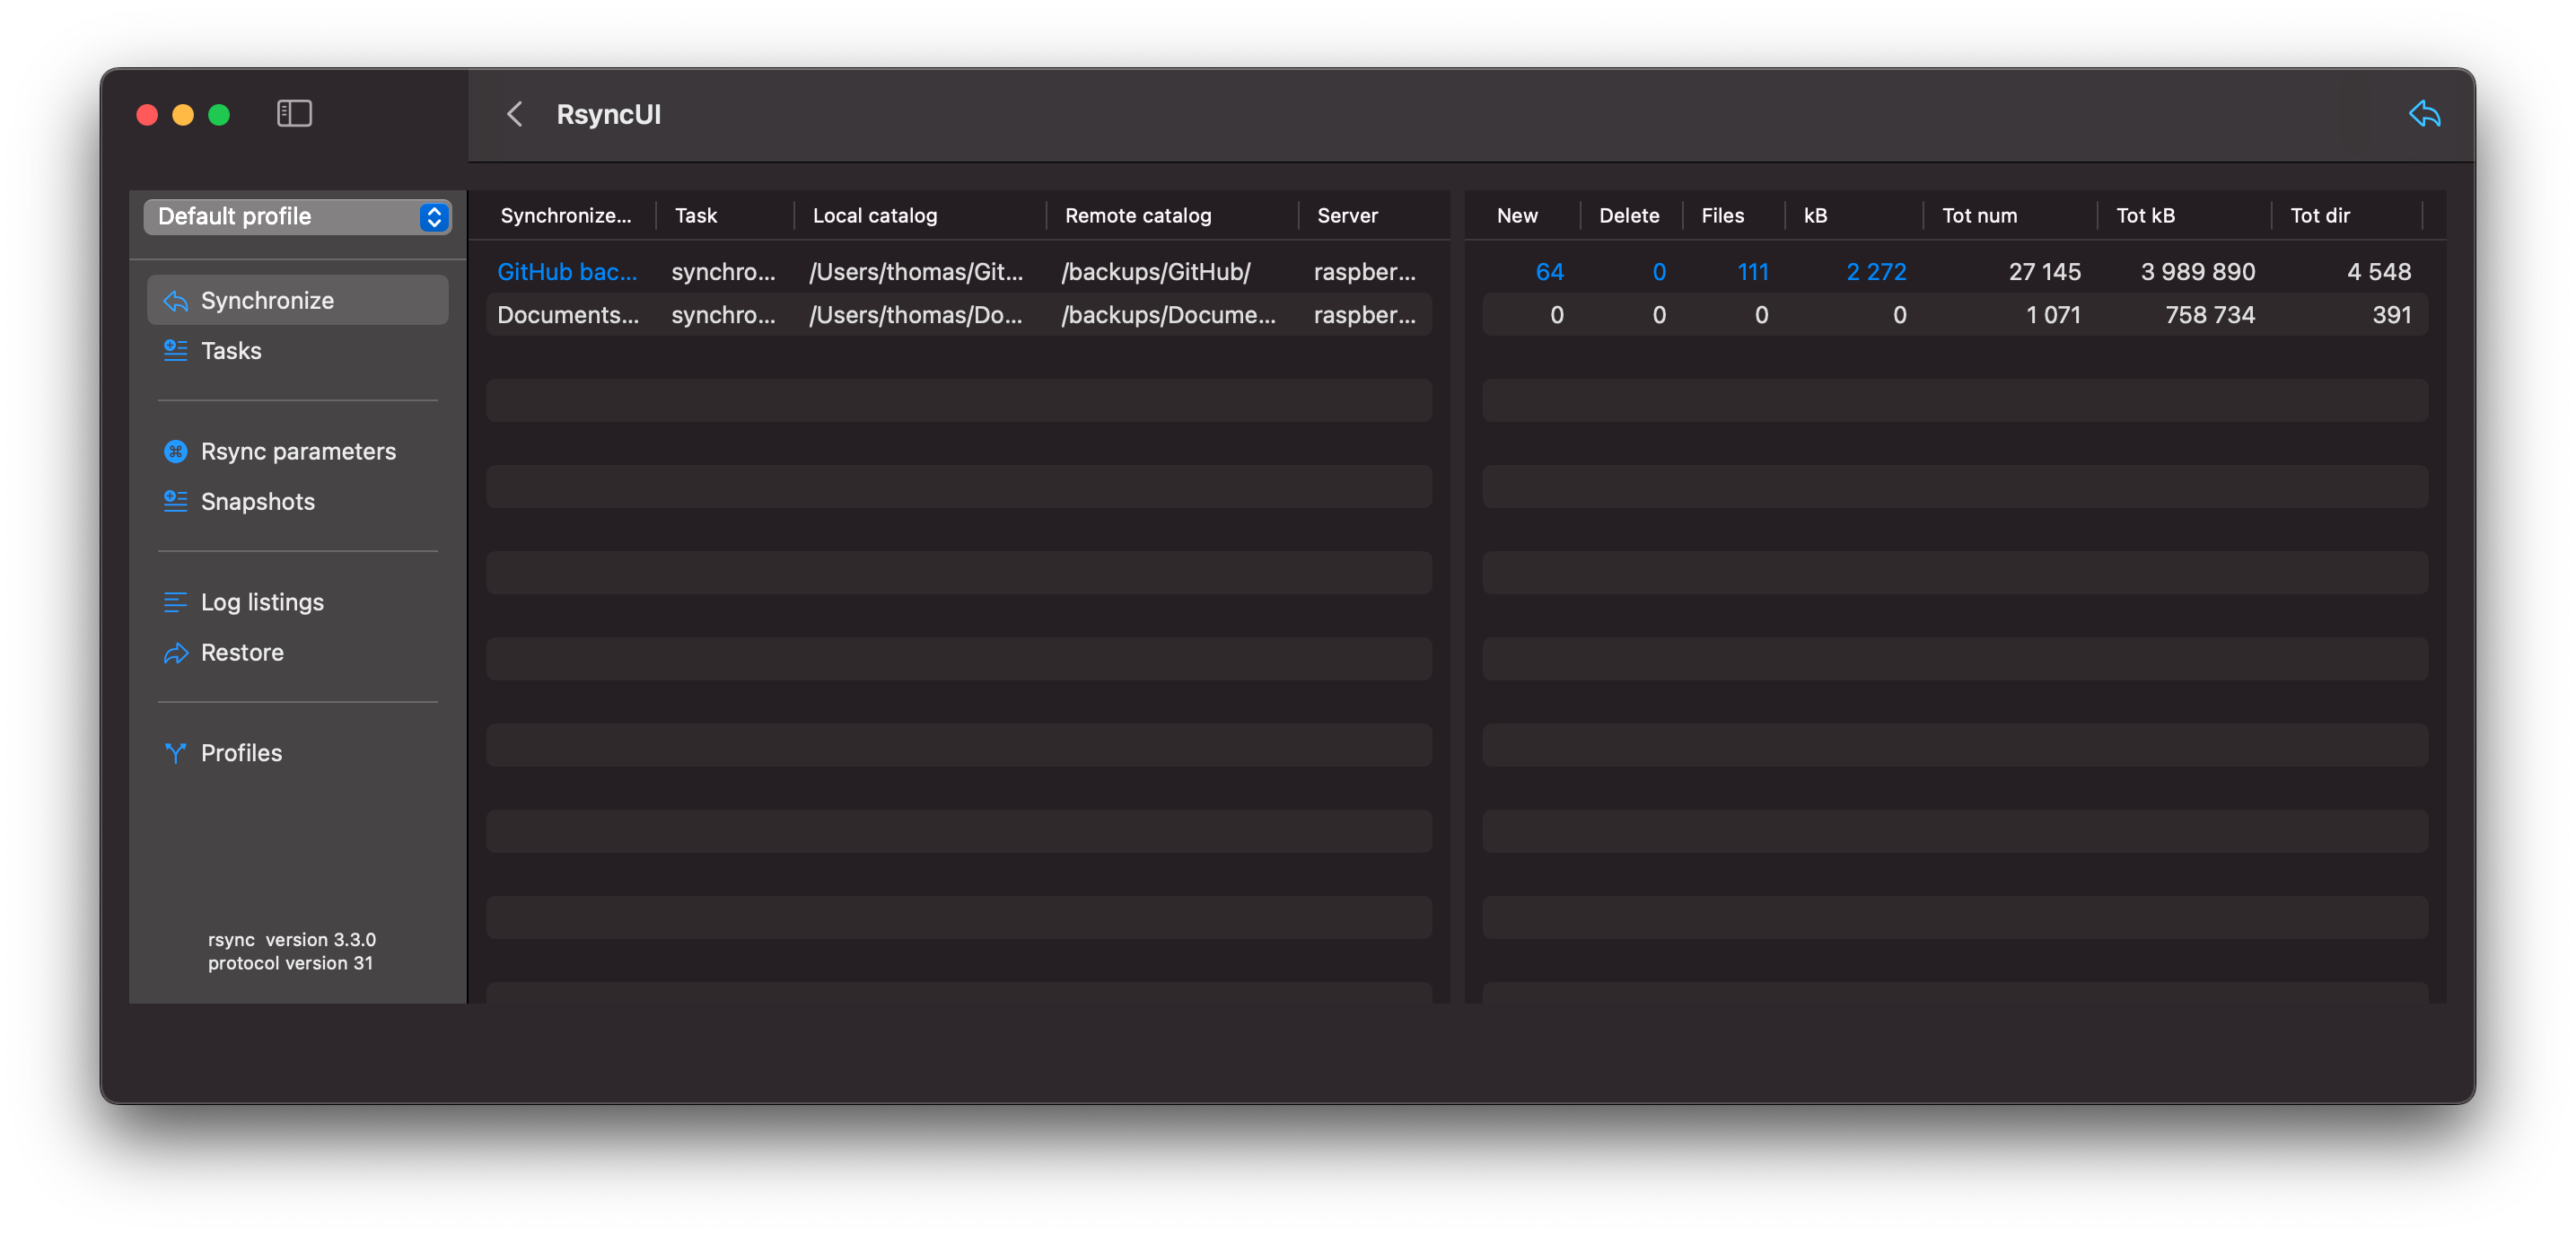 RsyncUI
Default profile
Synchronize
Tasks
Rsync parameters
Snapshots
Log listings
Restore
Profiles
rsync  version 3.3.0
protocol version 31
Synchronize... Task Local catalog Remote catalog Server
GitHub bac... synchro... /Users/thomas/Git... /backups/GitHub/ raspber...
Documents... synchro... /Users/thomas/Do... /backups/Docume... raspber...
New Delete Files kB Tot num Tot kB Tot dir
64 0 111 2 272 27 145 3 989 890 4 548
0 0 0 0 1 071 758 734 391